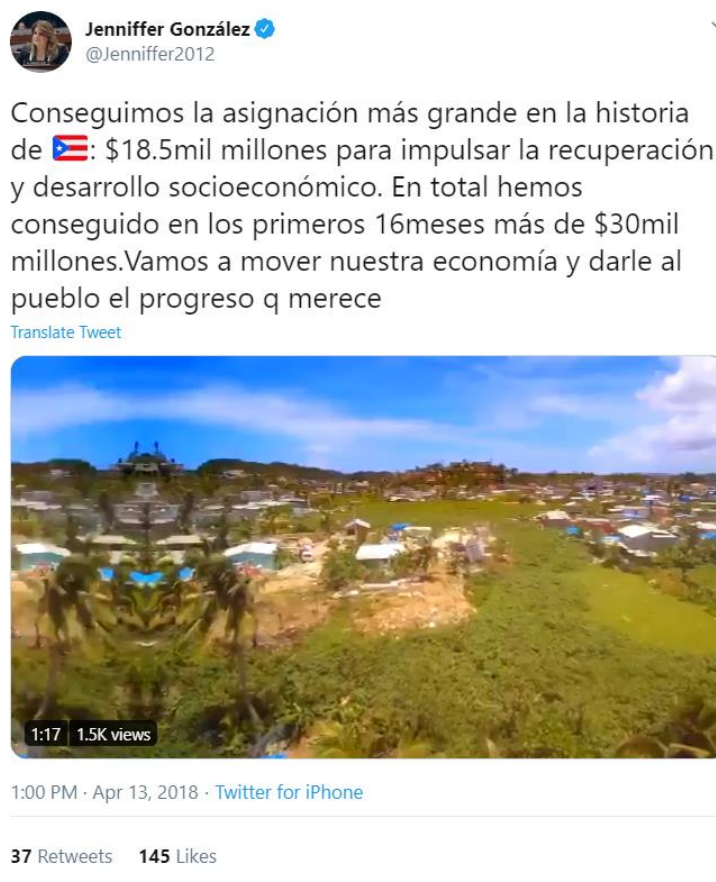 Jenniffer González
@Jenniffer2012
Conseguimos la asignación más grande en la historia
de 🇵🇷: $18.5mil millones para impulsar la recuperación
y desarrollo socioeconómico. En total hemos
conseguido en los primeros 16meses más de $30mil
millones.Vamos a mover nuestra economía y darle al
pueblo el progreso q merece
Translate Tweet
1:17 1.5K views
1:00 PM · Apr 13, 2018 · Twitter for iPhone
37 Retweets 145 Likes